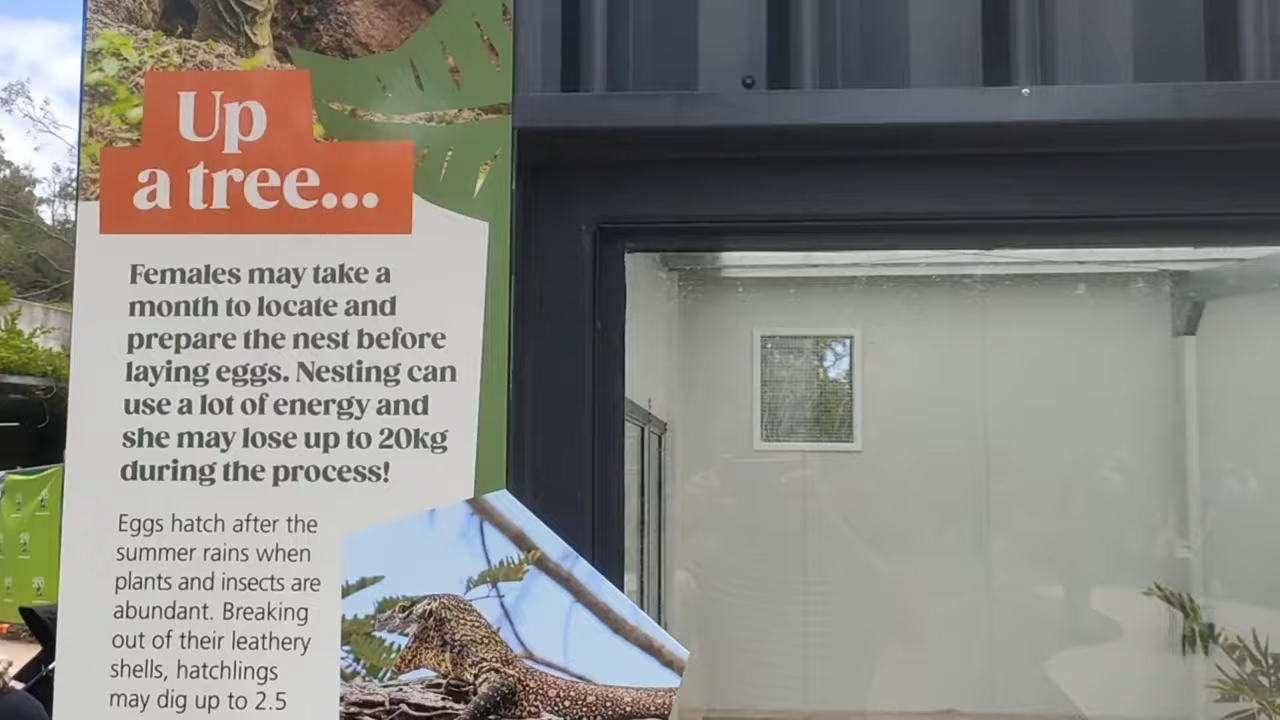 Up
a tree...
Females may take a
month to locate and
prepare the nest before
laying eggs. Nesting can
use a lot of energy and
she may lose up to 20kg
during the process!
Eggs hatch after the
summer rains when
plants and insects are
abundant. Breaking
out of their leathery
shells, hatchlings
may dig up to 2.5